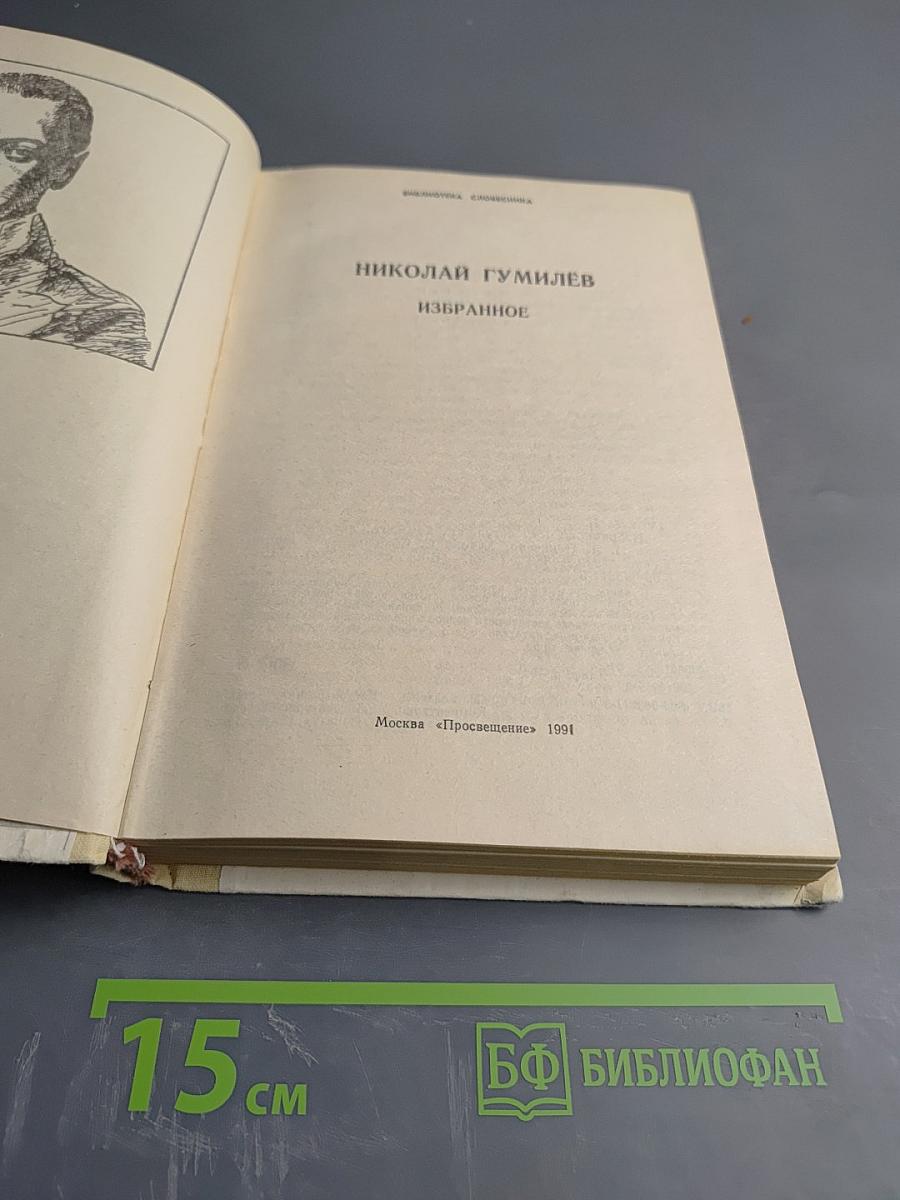 БИБЛИОТЕКА СЛОВЕСНИКА
НИКОЛАЙ ГУМИЛЁВ
ИЗБРАННОЕ
Москва «Просвещение» 1991
15 см
БФ БИБЛИОФАН